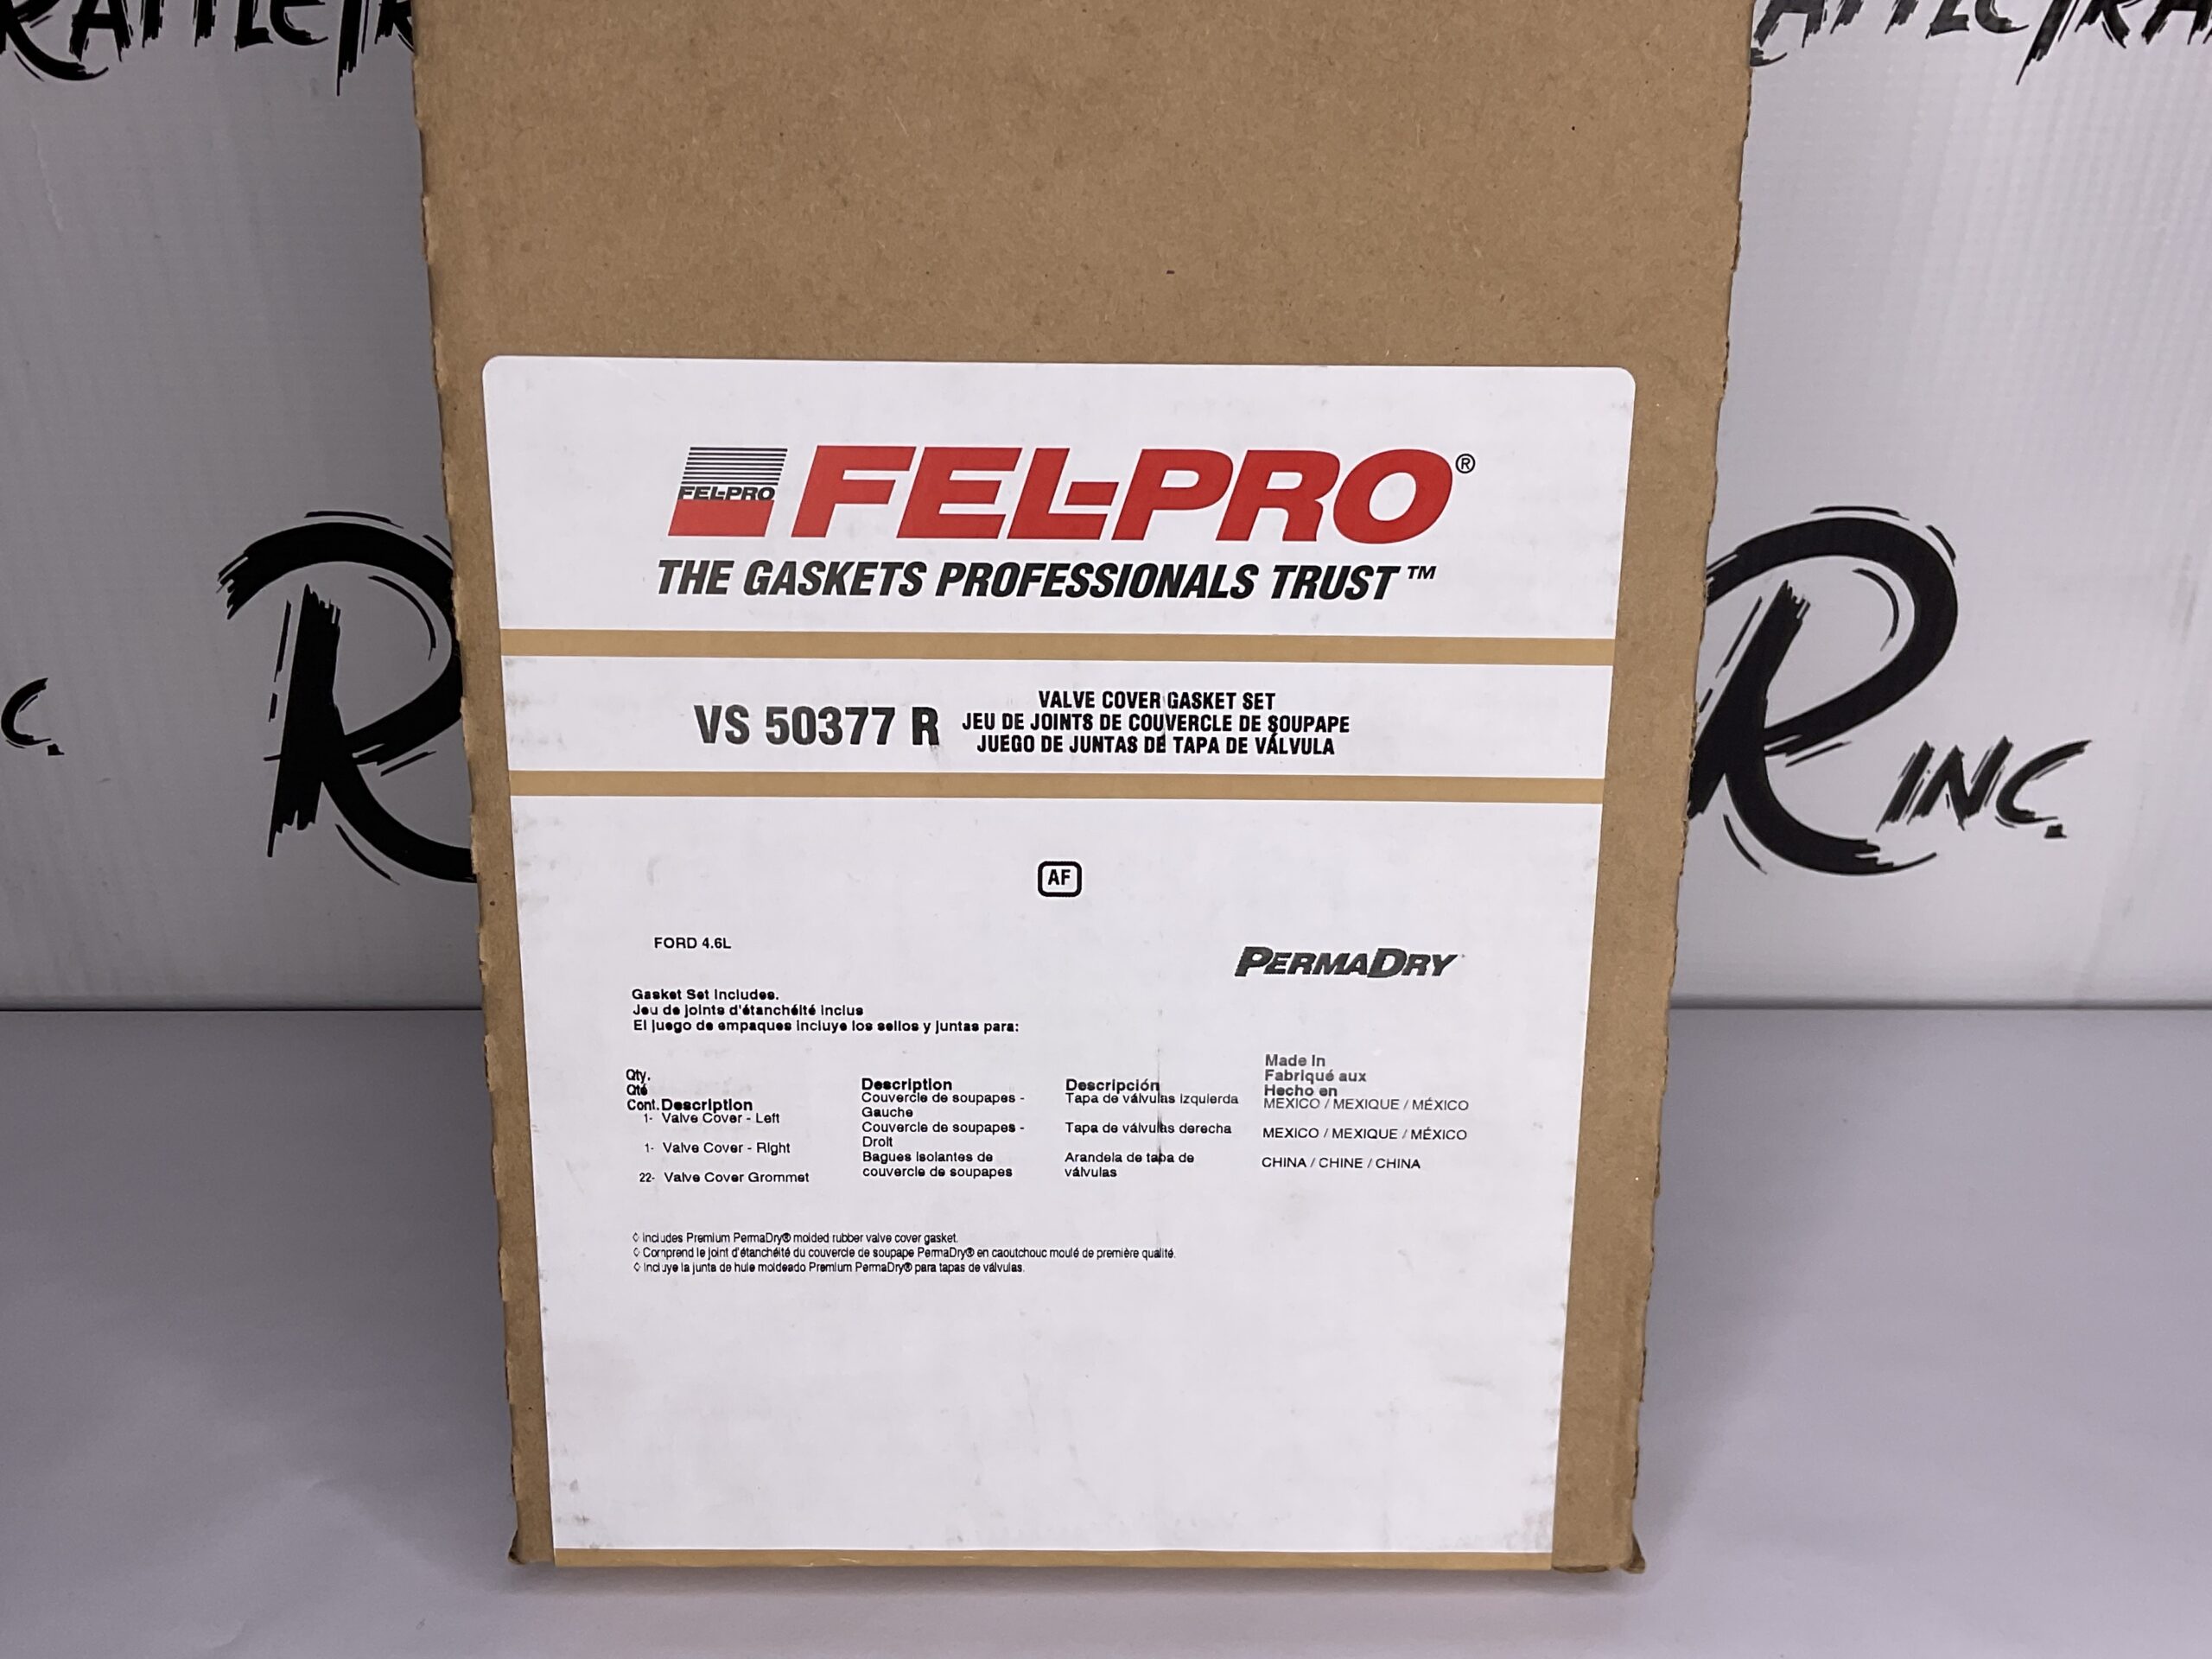 FEL-PRO
FEL-PRO®
THE GASKETS PROFESSIONALS TRUST™
VS 50377 R
VALVE COVER GASKET SET
JEU DE JOINTS DE COUVERCLE DE SOUPAPE
JUEGO DE JUNTAS DE TAPA DE VÁLVULA
AF
FORD 4.6L
PERMADRY
Gasket Set Includes.
Jeu de joints d'étanchéité inclus
El juego de empaques incluye los sellos y juntas para:
Qty.
Qté
Cont. Description
1- Valve Cover - Left
1- Valve Cover - Right
22- Valve Cover Grommet
Description
Couvercle de soupapes -
Gauche
Couvercle de soupapes -
Droit
Bagues isolantes de
couvercle de soupapes
Descripción
Tapa de válvulas izquierda
Tapa de válvulas derecha
Arandela de tapa de
válvulas
Made in
Fabriqué aux
Hecho en
MEXICO / MEXIQUE / MÉXICO
MEXICO / MEXIQUE / MÉXICO
CHINA / CHINE / CHINA
◊ Includes Premium PermaDry® molded rubber valve cover gasket.
◊ Comprend le joint d'étanchéité du couvercle de soupape PermaDry® en caoutchouc moulé de première qualité.
◊ Incluye la junta de hule moldeado Premium PermaDry® para tapas de válvulas.
R
R INC.
C.